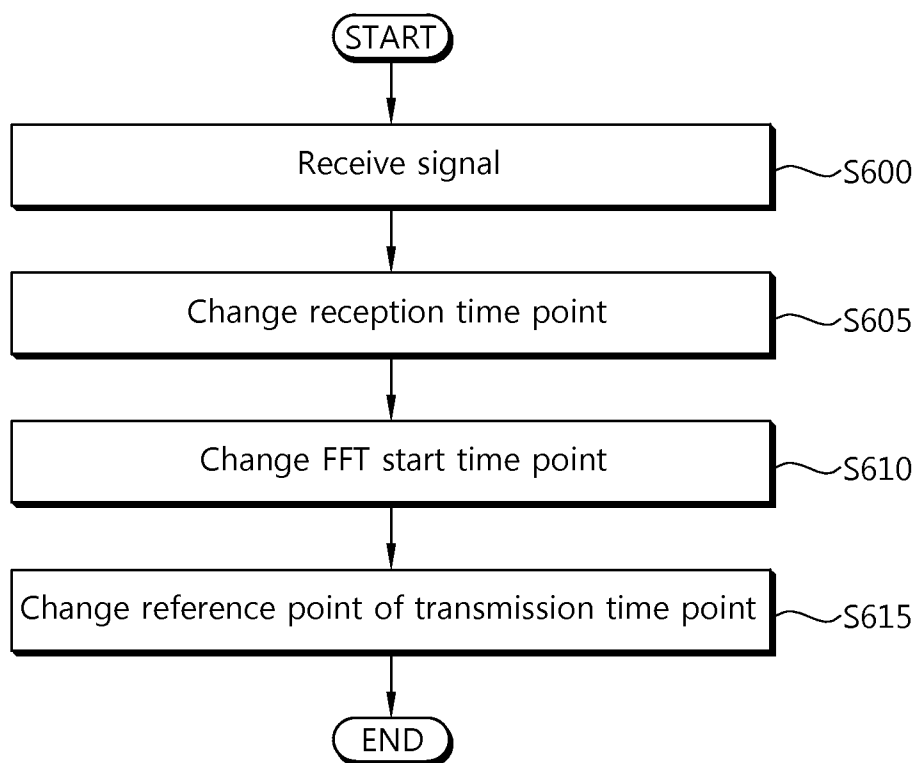 START
Receive signal
S600
Change reception time point
S605
Change FFT start time point
S610
Change reference point of transmission time point
S615
END